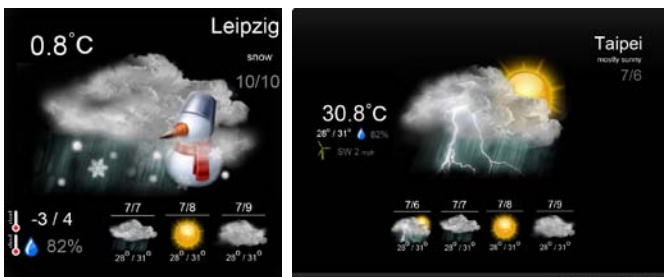 Leipzig
0.8°C
snow
10/10
-3 / 4
82%
7/7 7/8 7/9
28° / 31° 28° / 31° 28° / 31°
Taipei
mostly sunny
7/6
30.8°C
28° / 31° 82%
SW 2 mph
7/6 7/7 7/8 7/9
28° / 31° 28° / 31° 28° / 31° 28° / 31°